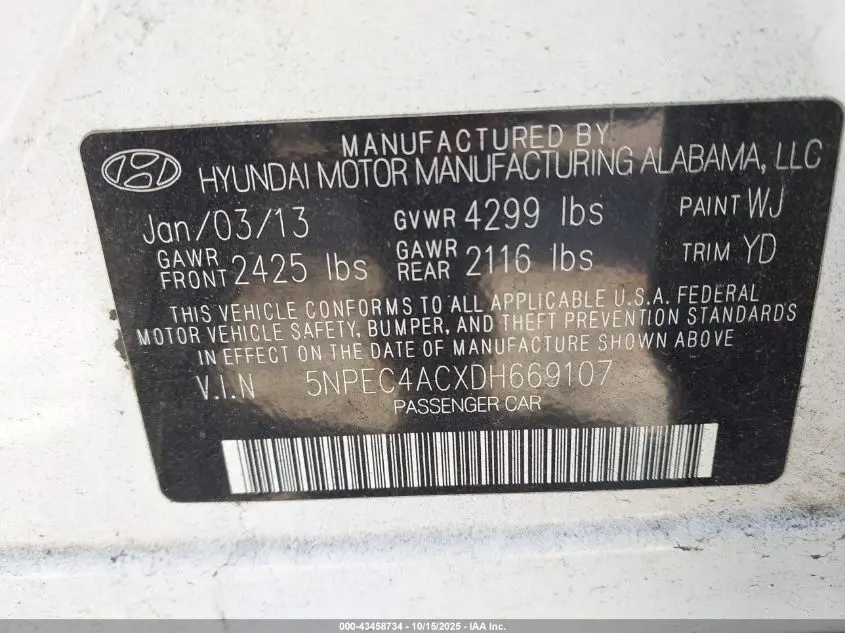 MANUFACTURED BY
HYUNDAI MOTOR MANUFACTURING ALABAMA, LLC
Jan/03/13 GVWR 4299 lbs PAINT WJ
GAWR FRONT 2425 lbs GAWR REAR 2116 lbs TRIM YD
THIS VEHICLE CONFORMS TO ALL APPLICABLE U.S.A. FEDERAL
MOTOR VEHICLE SAFETY, BUMPER, AND THEFT PREVENTION STANDARDS
IN EFFECT ON THE DATE OF MANUFACTURE SHOWN ABOVE
V.I.N 5NPEC4ACXDH669107
PASSENGER CAR
000-43458734 - 10/15/2025 - IAA Inc.